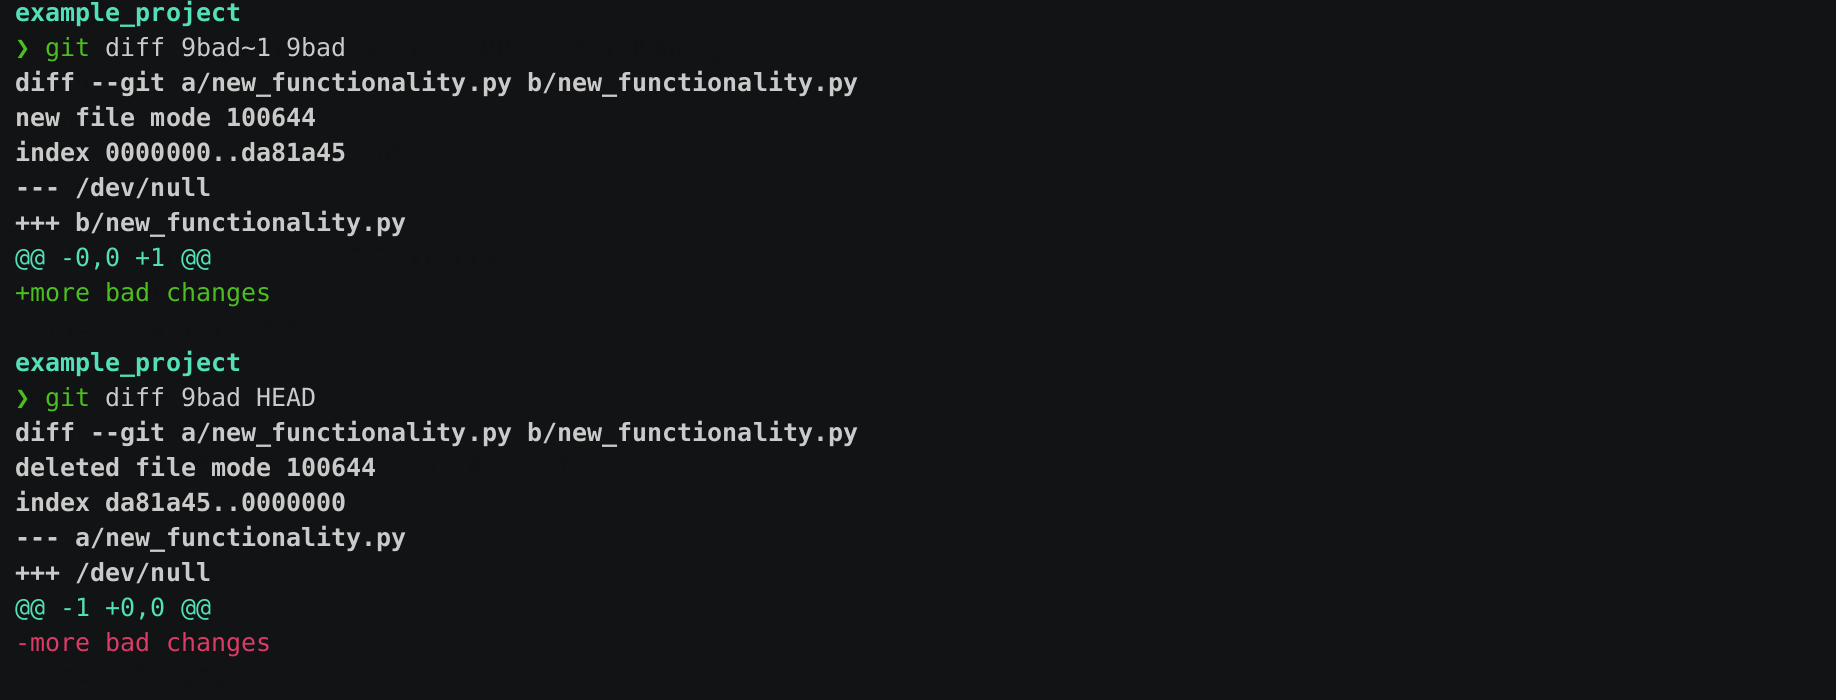 example_project
❯ git diff 9bad~1 9bad
diff --git a/new_functionality.py b/new_functionality.py
new file mode 100644
index 0000000..da81a45
--- /dev/null
+++ b/new_functionality.py
@@ -0,0 +1 @@
+more bad changes
example_project
❯ git diff 9bad HEAD
diff --git a/new_functionality.py b/new_functionality.py
deleted file mode 100644
index da81a45..0000000
--- a/new_functionality.py
+++ /dev/null
@@ -1 +0,0 @@
-more bad changes